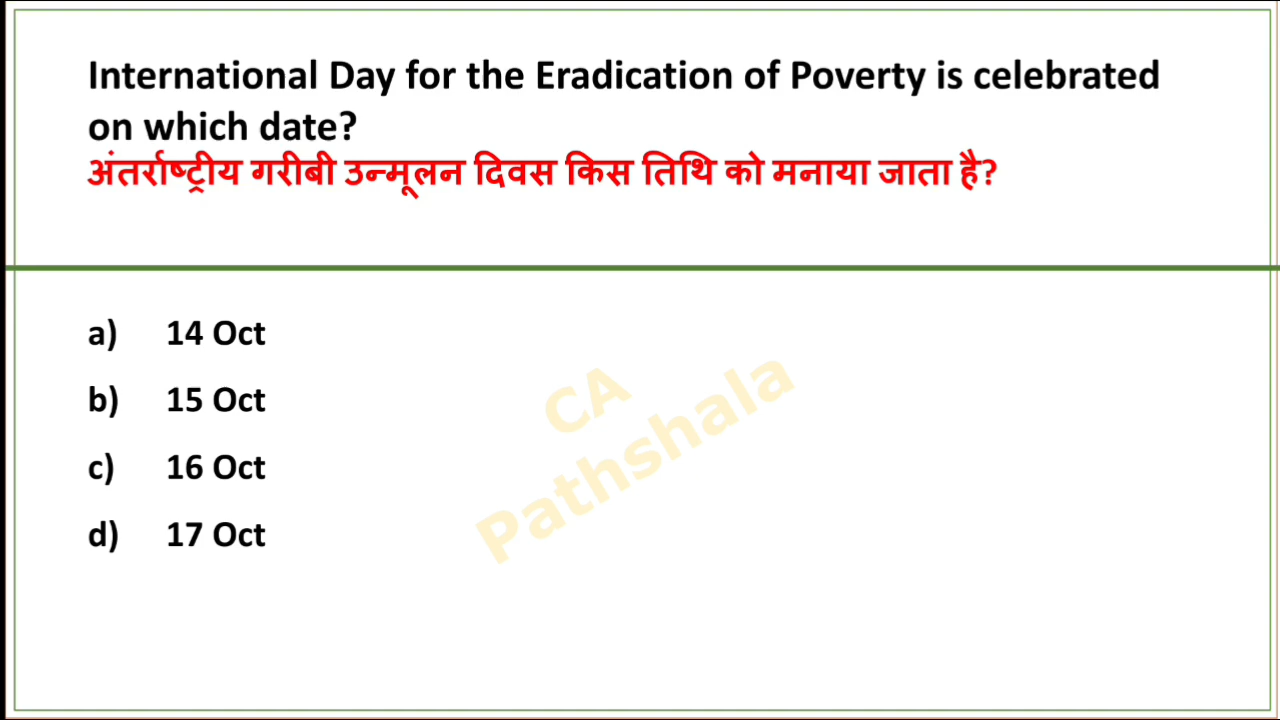 International Day for the Eradication of Poverty is celebrated
on which date?
अंतर्राष्ट्रीय गरीबी उन्मूलन दिवस किस तिथि को मनाया जाता है?
a) 14 Oct
b) 15 Oct
c) 16 Oct
d) 17 Oct
CA
Pathshala